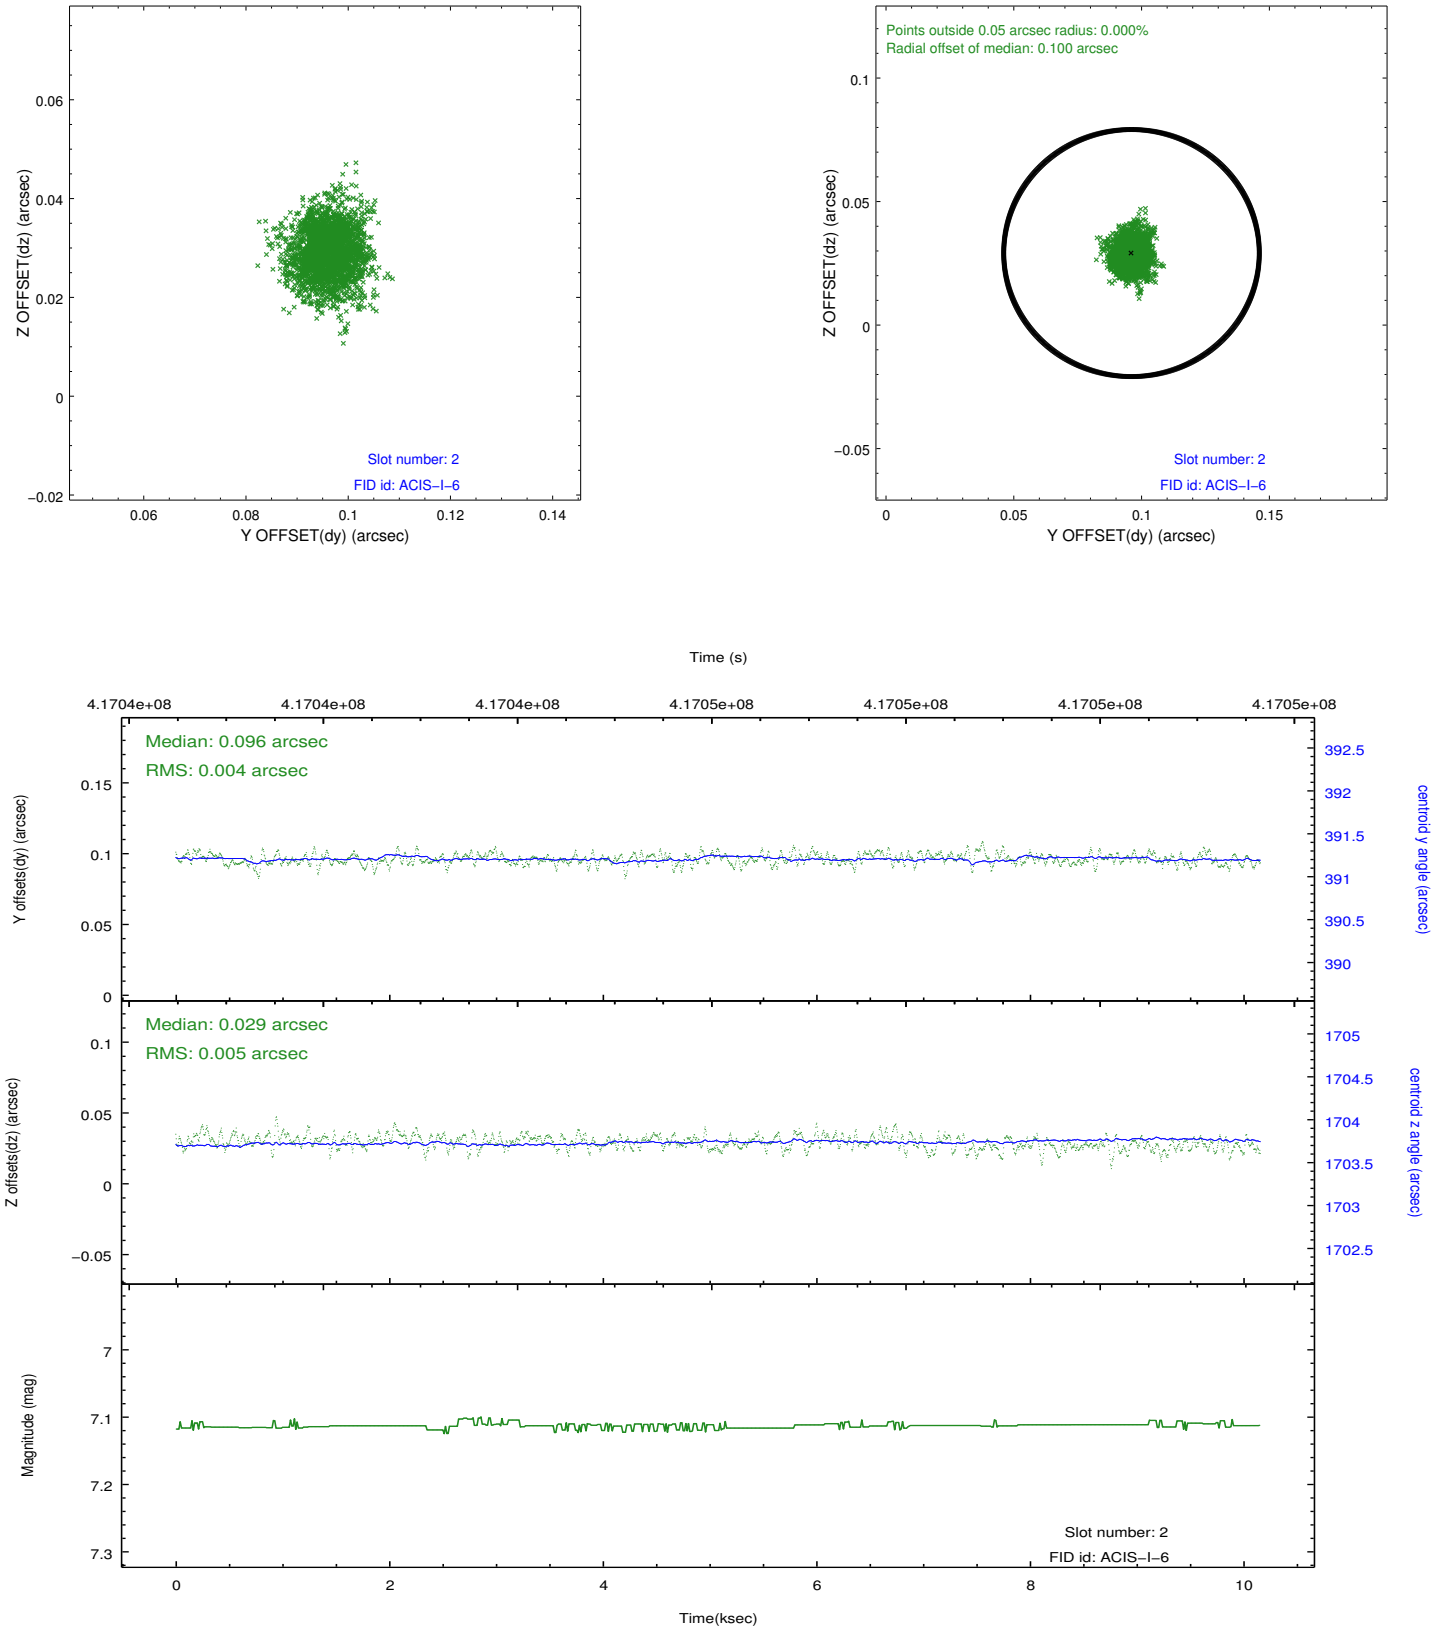 0.06
0.04
0.02
0
−0.02
Z OFFSET(dz) (arcsec)
Slot number: 2
FID id: ACIS−I−6
0.06 0.08 0.1 0.12 0.14
Y OFFSET(dy) (arcsec)
Points outside 0.05 arcsec radius: 0.000%
Radial offset of median: 0.100 arcsec
0.1
0.05
0
−0.05
Z OFFSET(dz) (arcsec)
Slot number: 2
FID id: ACIS−I−6
0 0.05 0.1 0.15
Y OFFSET(dy) (arcsec)
Time (s)
4.1704e+08 4.1704e+08 4.1704e+08 4.1705e+08 4.1705e+08 4.1705e+08 4.1705e+08
Median: 0.096 arcsec
RMS: 0.004 arcsec
0.15
0.1
0.05
0
Y offsets(dy) (arcsec)
392.5
392
391.5
391
390.5
390
centroid y angle (arcsec)
Median: 0.029 arcsec
RMS: 0.005 arcsec
0.1
0.05
0
−0.05
Z offsets(dz) (arcsec)
1705
1704.5
1704
1703.5
1703
1702.5
centroid z angle (arcsec)
7
7.1
7.2
7.3
Magnitude (mag)
Slot number: 2
FID id: ACIS−I−6
0 2 4 6 8 10
Time(ksec)